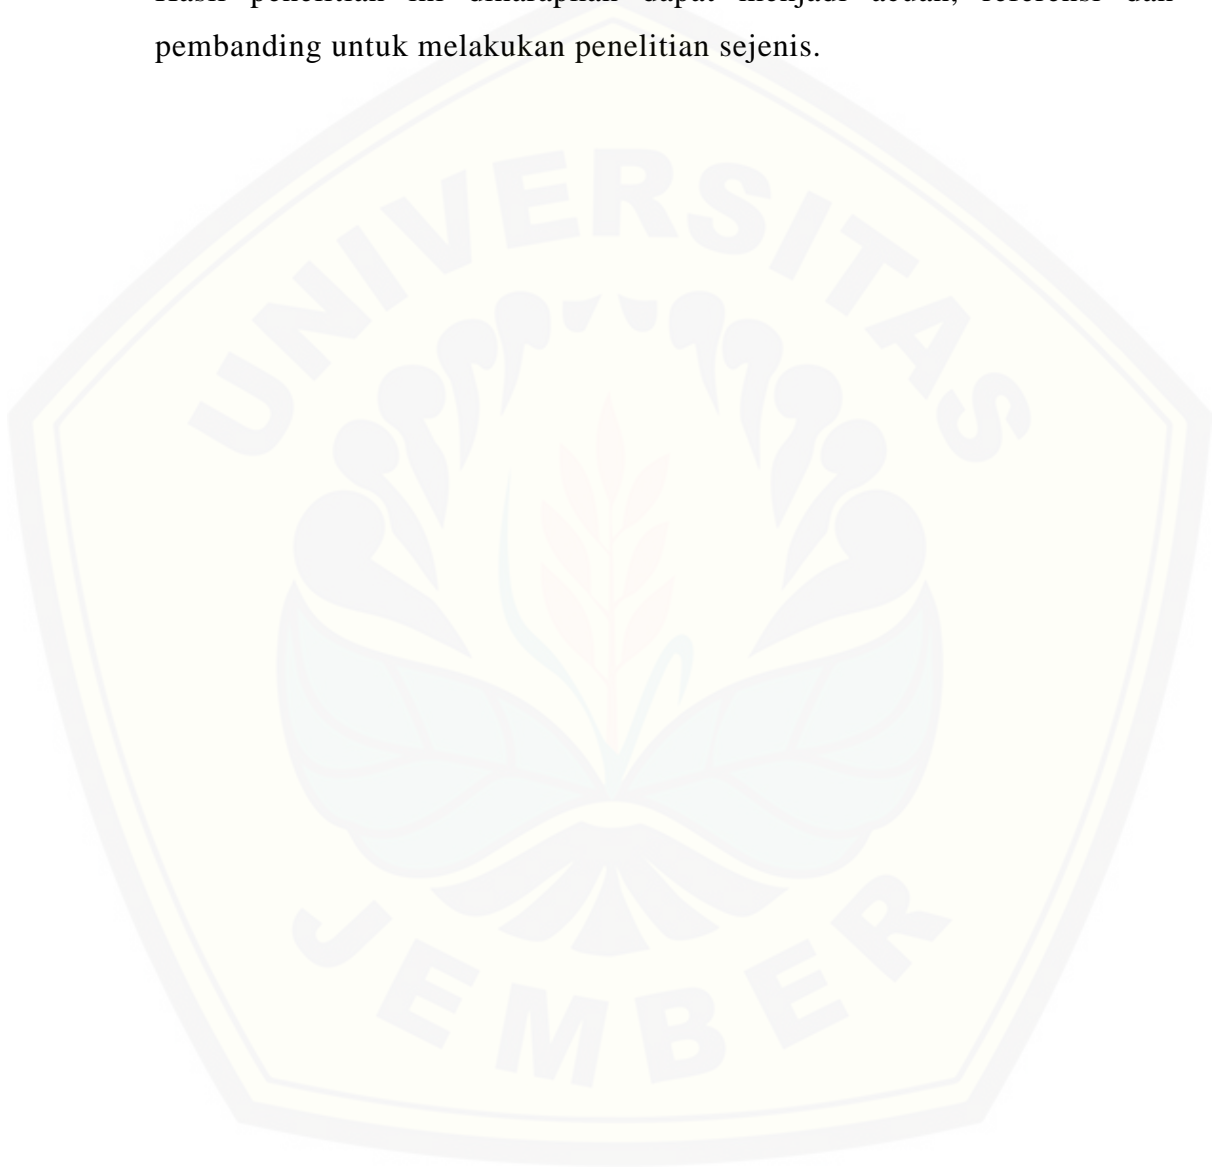 Hasil penelitian ini diharapkan dapat menjadi acuan, referensi dan
pembanding untuk melakukan penelitian sejenis.
UNIVERSITAS
JEMBER